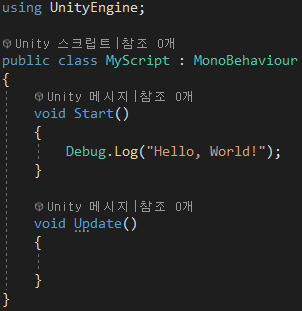 using UnityEngine;
Unity 스크립트|참조 0개
public class MyScript : MonoBehaviour
{
Unity 메시지|참조 0개
void Start()
{
Debug.Log("Hello, World!");
}
Unity 메시지|참조 0개
void Update()
{
}
}